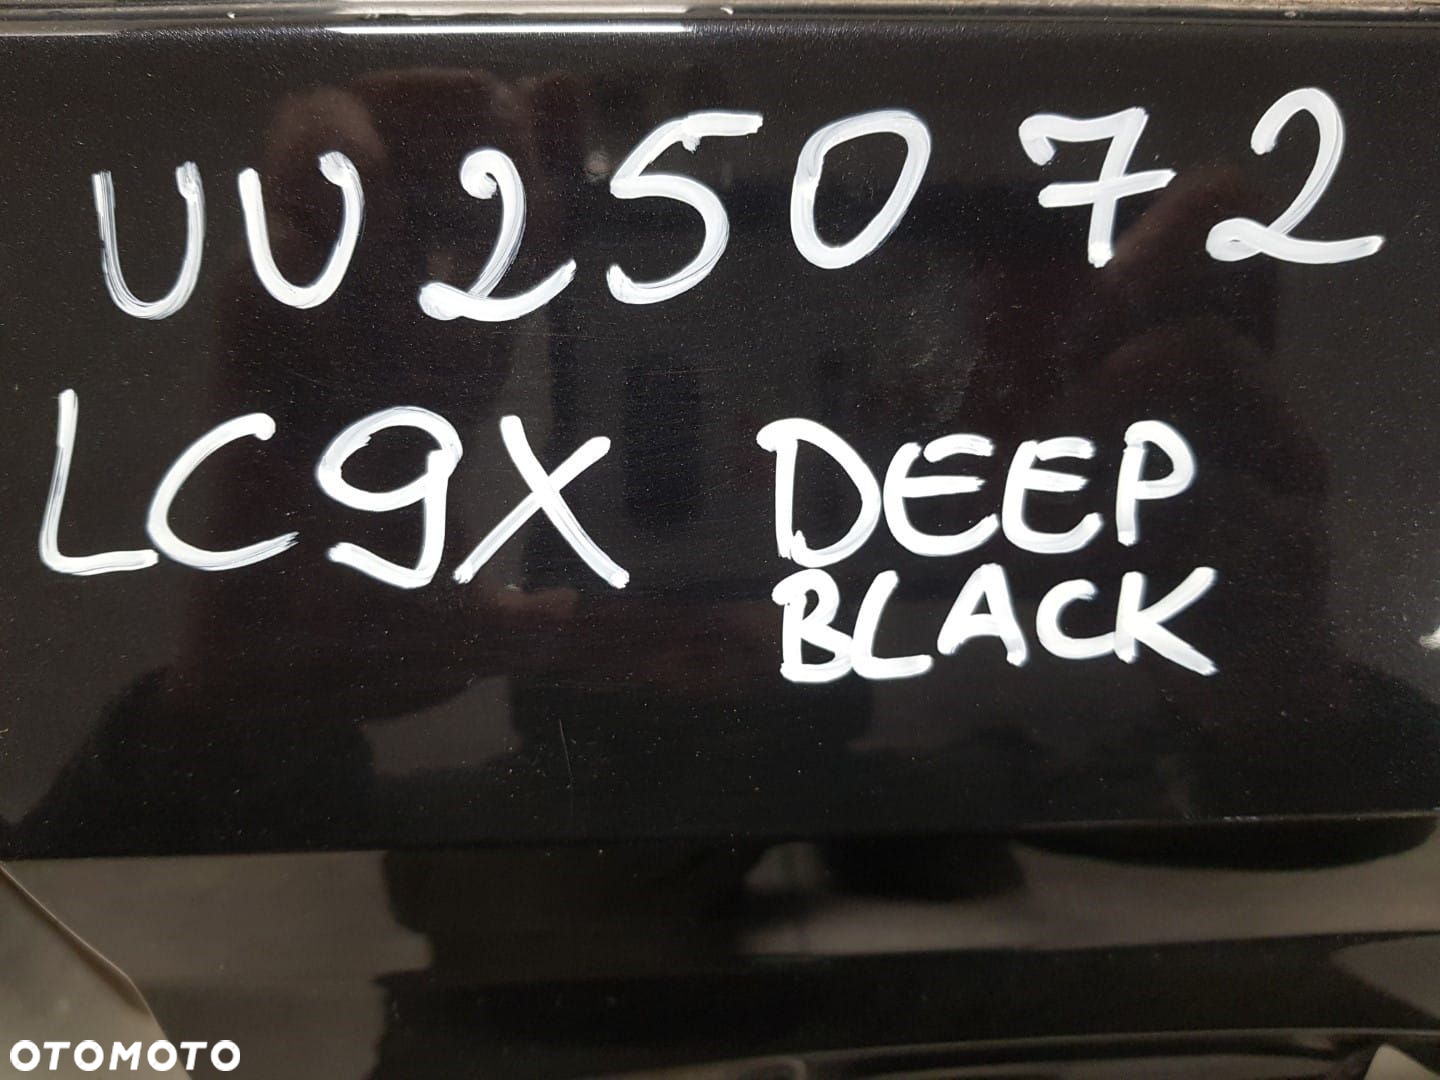 UU25072
LC9X DEEP
BLACK
OTOMOTO